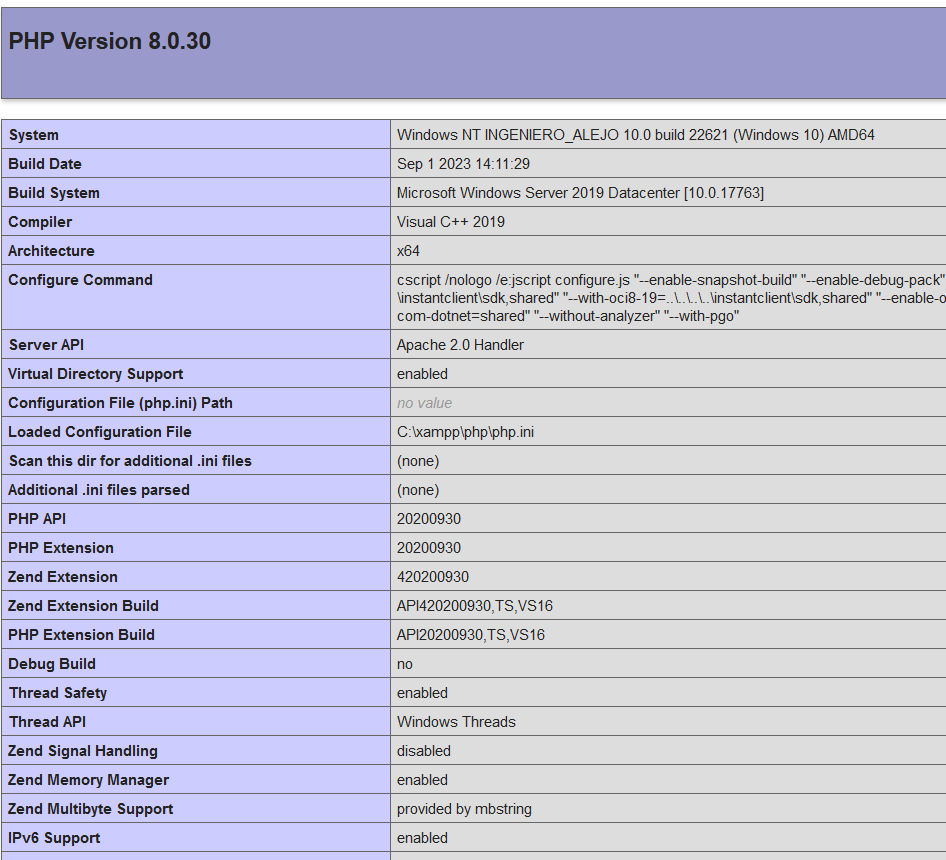 PHP Version 8.0.30
System Windows NT INGENIERO_ALEJO 10.0 build 22621 (Windows 10) AMD64
Build Date Sep 1 2023 14:11:29
Build System Microsoft Windows Server 2019 Datacenter [10.0.17763]
Compiler Visual C++ 2019
Architecture x64
Configure Command cscript /nologo /e:jscript configure.js "--enable-snapshot-build" "--enable-debug-pack"
\instantclient\sdk,shared" "--with-oci8-19=..\..\..\..\instantclient\sdk,shared" "--enable-o
com-dotnet=shared" "--without-analyzer" "--with-pgo"
Server API Apache 2.0 Handler
Virtual Directory Support enabled
Configuration File (php.ini) Path no value
Loaded Configuration File C:\xampp\php\php.ini
Scan this dir for additional .ini files (none)
Additional .ini files parsed (none)
PHP API 20200930
PHP Extension 20200930
Zend Extension 420200930
Zend Extension Build API420200930,TS,VS16
PHP Extension Build API20200930,TS,VS16
Debug Build no
Thread Safety enabled
Thread API Windows Threads
Zend Signal Handling disabled
Zend Memory Manager enabled
Zend Multibyte Support provided by mbstring
IPv6 Support enabled